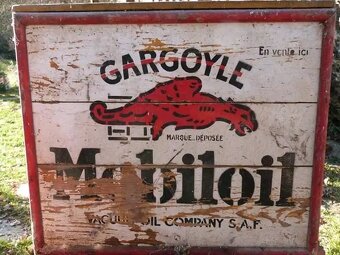 GARGOYLE
En vente ici
MARQUE DÉPOSÉE
Mobiloil
VACUUM OIL COMPANY S.A.F.